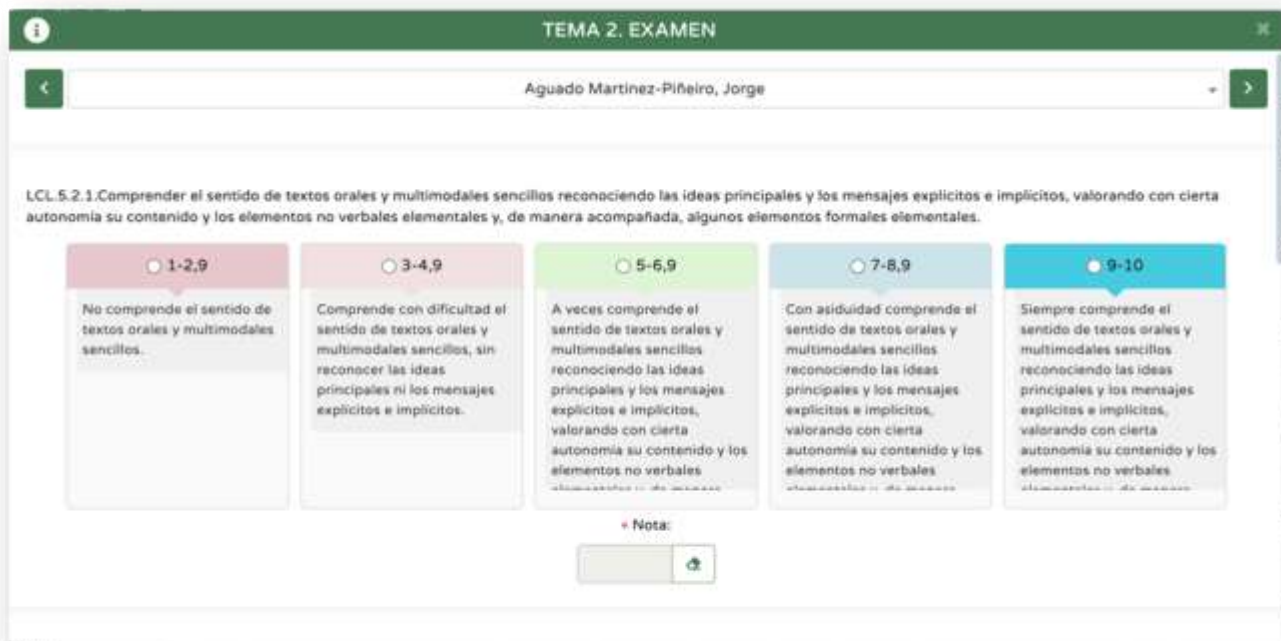 TEMA 2. EXAMEN
Aguado Martinez-Piñeiro, Jorge
LCL.5.2.1.Comprender el sentido de textos orales y multimodales sencillos reconociendo las ideas principales y los mensajes explícitos e implícitos, valorando con cierta
autonomía su contenido y los elementos no verbales elementales y, de manera acompañada, algunos elementos formales elementales.
1-2,9
No comprende el sentido de
textos orales y multimodales
sencillos.
3-4,9
Comprende con dificultad el
sentido de textos orales y
multimodales sencillos, sin
reconocer las ideas
principales ni los mensajes
explícitos e implícitos.
5-6,9
A veces comprende el
sentido de textos orales y
multimodales sencillos
reconociendo las ideas
principales y los mensajes
explícitos e implícitos,
valorando con cierta
autonomía su contenido y los
elementos no verbales
elementales y, de manera
7-8,9
Con asiduidad comprende el
sentido de textos orales y
multimodales sencillos
reconociendo las ideas
principales y los mensajes
explícitos e implícitos,
valorando con cierta
autonomía su contenido y los
elementos no verbales
elementales y, de manera
9-10
Siempre comprende el
sentido de textos orales y
multimodales sencillos
reconociendo las ideas
principales y los mensajes
explícitos e implícitos,
valorando con cierta
autonomía su contenido y los
elementos no verbales
elementales y, de manera
* Nota: